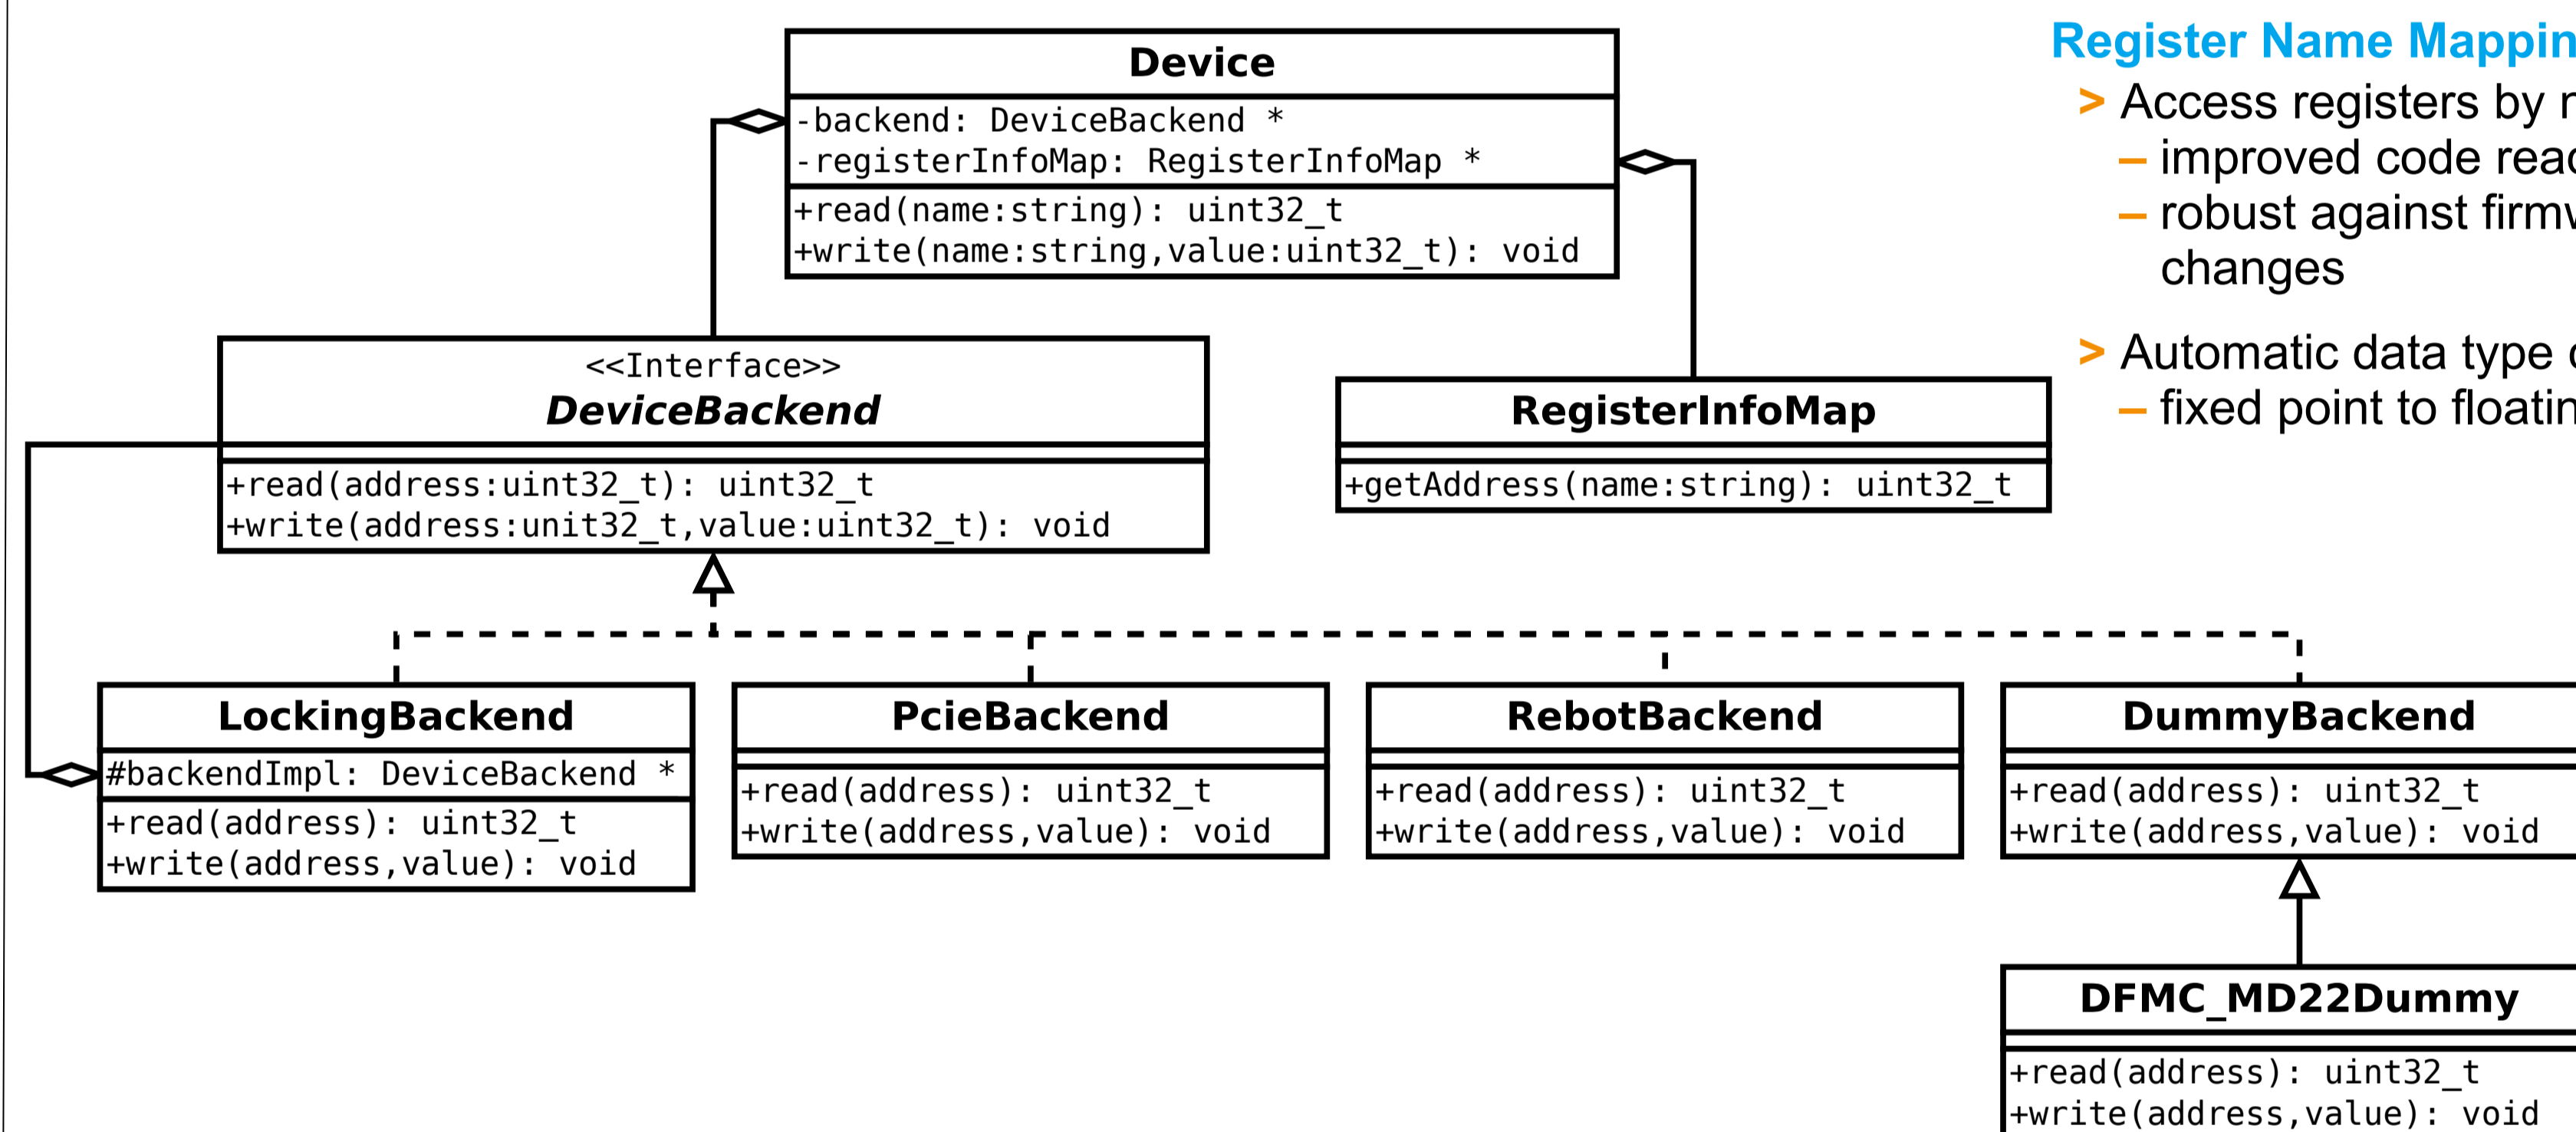 Device
-backend: DeviceBackend *
-registerInfoMap: RegisterInfoMap *
+read(name:string): uint32_t
+write(name:string,value:uint32_t): void
Register Name Mappin
> Access registers by
– improved code read
– robust against
changes
> Automatic data type
– fixed point to
<<Interface>>
DeviceBackend
+read(address:uint32_t): uint32_t
+write(address:unit32_t,value:uint32_t): void
RegisterInfoMap
+getAddress(name:string): uint32_t
LockingBackend
#backendImpl: DeviceBackend *
+read(address): uint32_t
+write(address,value): void
PcieBackend
+read(address): uint32_t
+write(address,value): void
RebotBackend
+read(address): uint32_t
+write(address,value): void
DummyBackend
+read(address): uint32_t
+write(address,value): void
DFMC_MD22Dummy
+read(address): uint32_t
+write(address,value): void